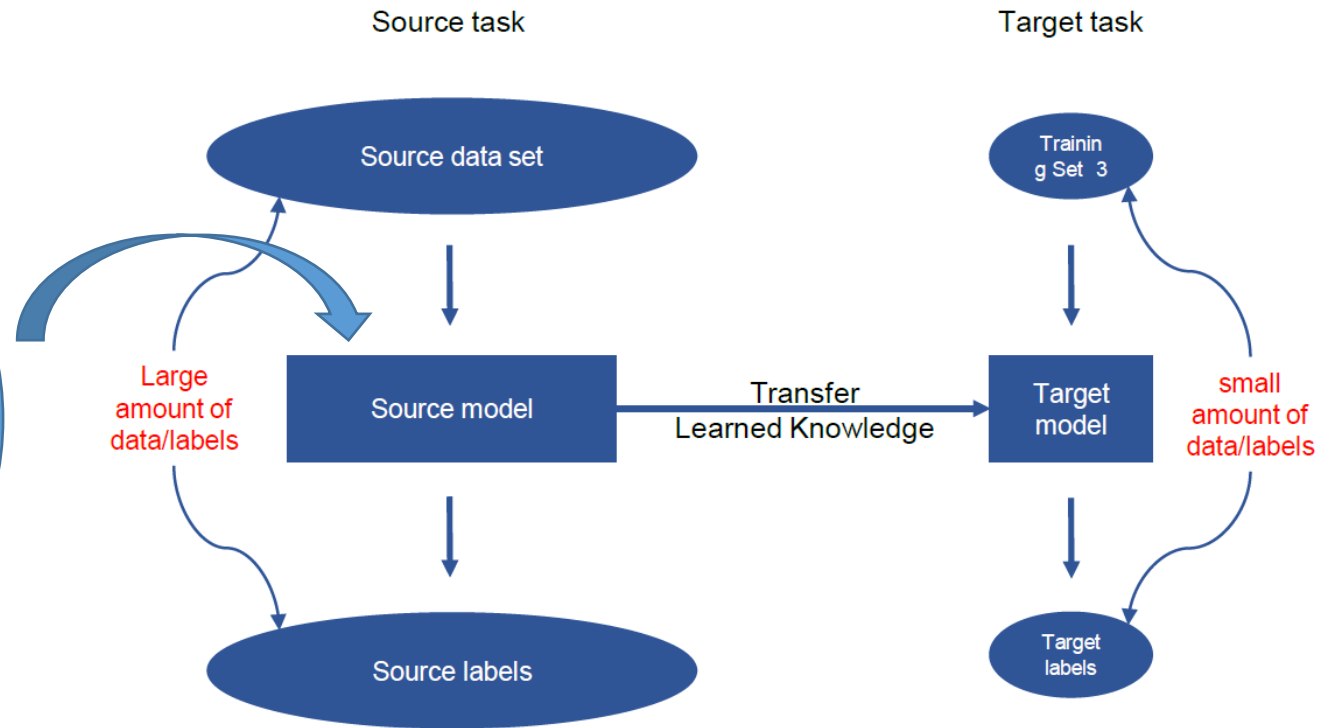 Source task
Target task
Source data set
Trainin
g Set 3
Large
amount of
data/labels
Source model
Transfer
Learned Knowledge
Target
model
small
amount of
data/labels
Source labels
Target
labels